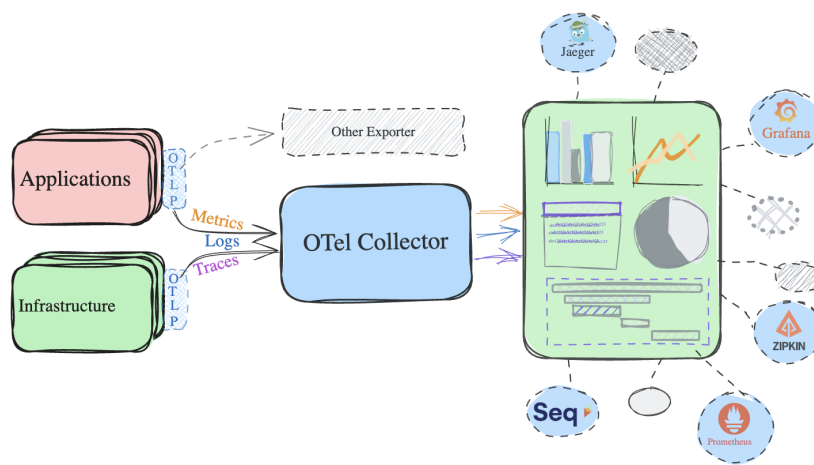 Jaeger
Other Exporter
Grafana
Applications
O
T
L
P
Metrics
Logs
Traces
OTel Collector
Infrastructure
O
T
L
P
ZIPKIN
Seq
Prometheus